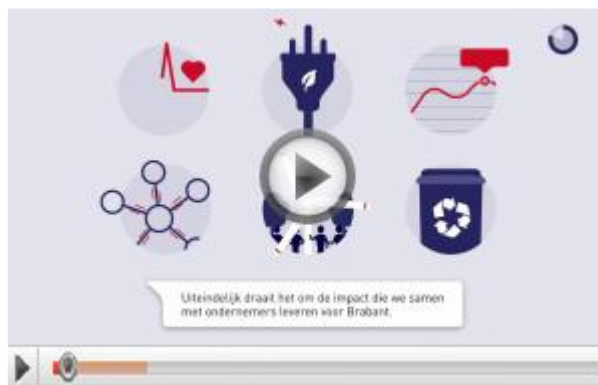 Uiteindelijk draait het om de impact die we samen
met ondernemers leveren voor Brabant.